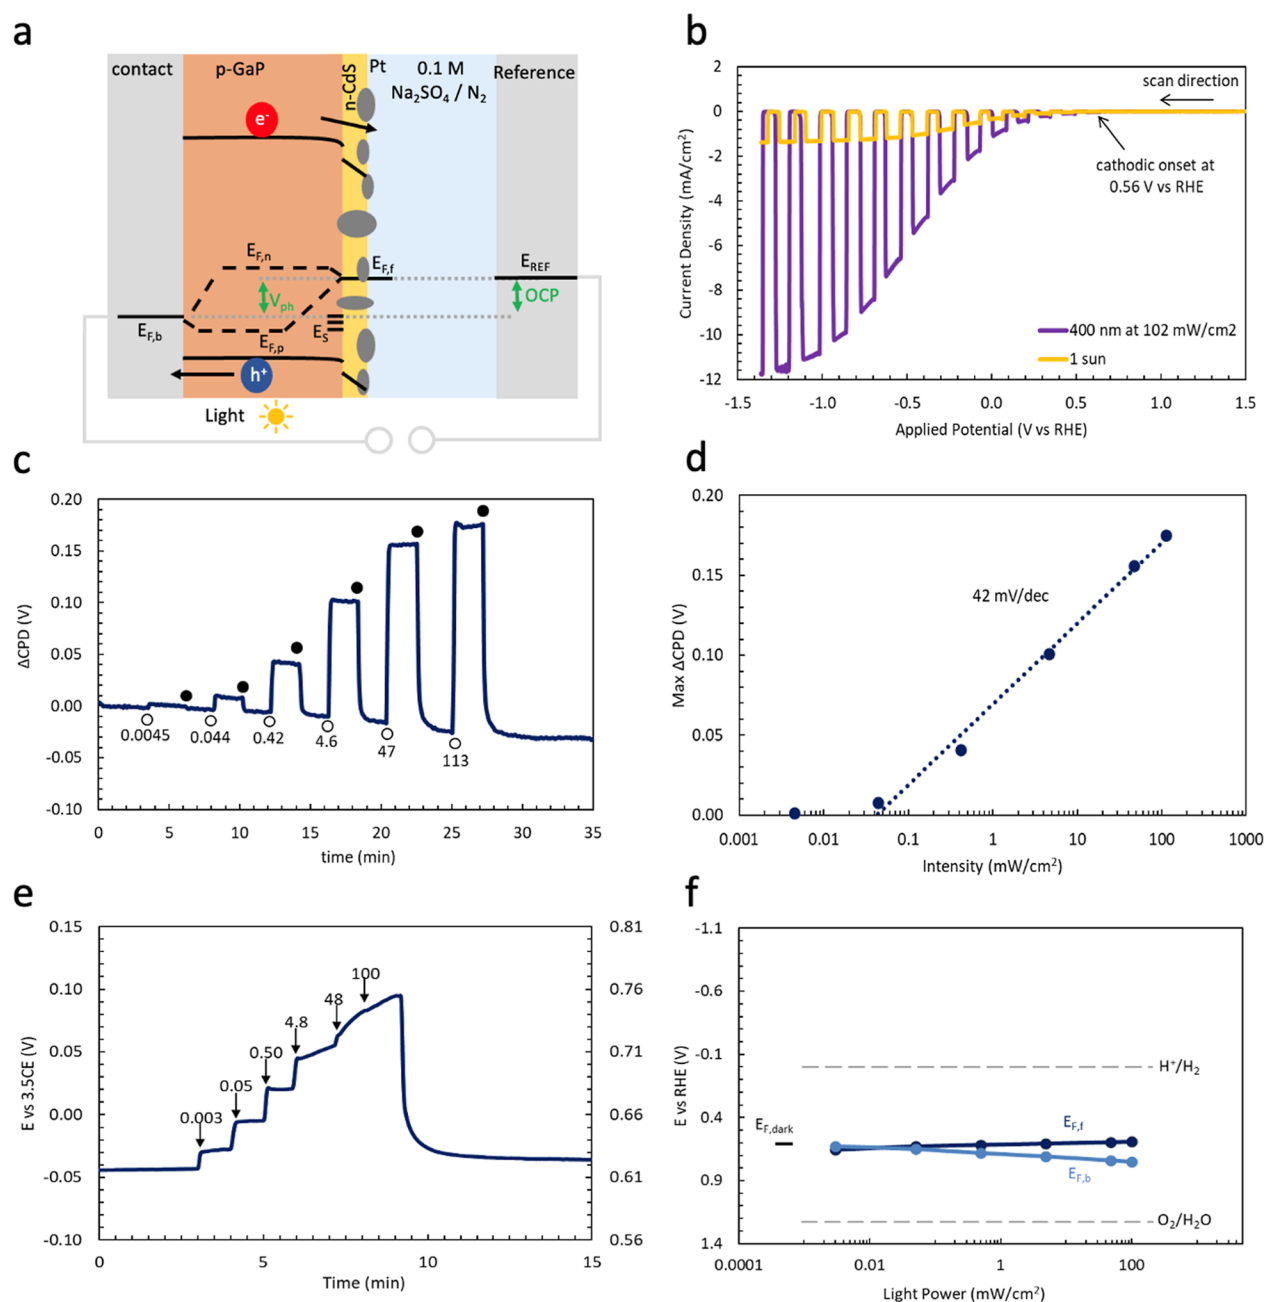 a
contact
p-GaP
n-CdS
Pt
0.1 M
Na₂SO₄ / N₂
Reference
e⁻
E_F,n
E_F,f
E_REF
V_ph
OCP
E_F,b
E_F,p
E_S
h⁺
Light
b
2
0
-2
-4
-6
-8
-10
-12
Current Density (mA/cm²)
scan direction
cathodic onset at
0.56 V vs RHE
400 nm at 102 mW/cm2
1 sun
-1.5
-1.0
-0.5
0.0
0.5
1.0
1.5
Applied Potential (V vs RHE)
c
0.20
0.15
0.10
0.05
0.00
-0.05
-0.10
ΔCPD (V)
0.0045
0.044
0.42
4.6
47
113
0
5
10
15
20
25
30
35
time (min)
d
0.20
0.15
0.10
0.05
0.00
Max ΔCPD (V)
42 mV/dec
0.001
0.01
0.1
1
10
100
1000
Intensity (mW/cm²)
e
0.15
0.10
0.05
0.00
-0.05
-0.10
E vs 3.5CE (V)
0.003
0.05
0.50
4.8
48
100
0.81
0.76
0.71
0.66
0.61
0.56
0
5
10
15
Time (min)
f
-1.1
-0.6
-0.1
0.4
0.9
1.4
E vs RHE (V)
H⁺/H₂
E_F,dark
E_F,f
E_F,b
O₂/H₂O
0.0001
0.01
1
100
Light Power (mW/cm²)